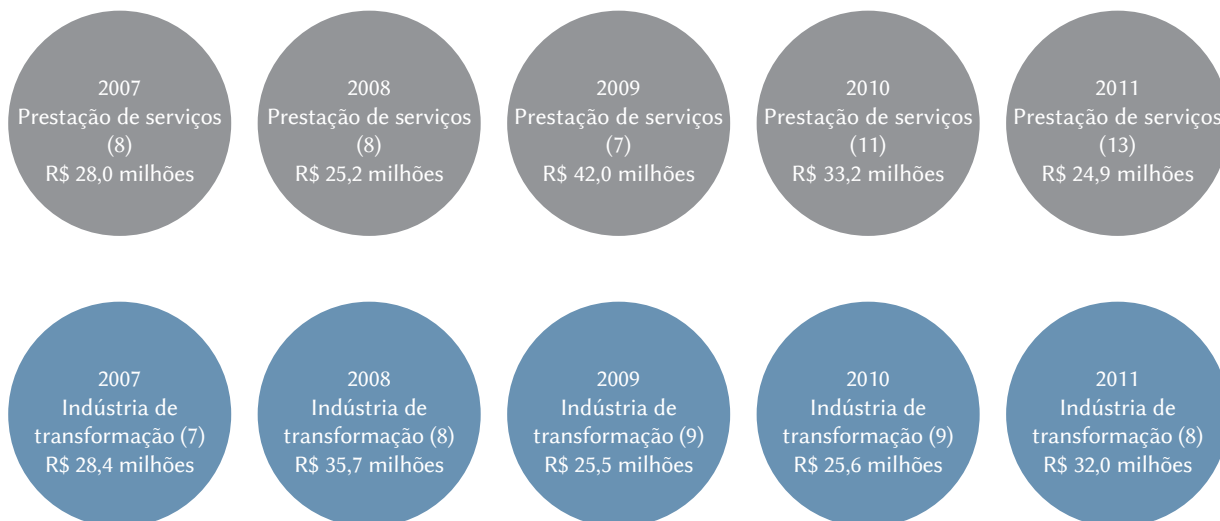 2007
Prestação de serviços
(8)
R$ 28,0 milhões
2008
Prestação de serviços
(8)
R$ 25,2 milhões
2009
Prestação de serviços
(7)
R$ 42,0 milhões
2010
Prestação de serviços
(11)
R$ 33,2 milhões
2011
Prestação de serviços
(13)
R$ 24,9 milhões
2007
Indústria de
transformação (7)
R$ 28,4 milhões
2008
Indústria de
transformação (8)
R$ 35,7 milhões
2009
Indústria de
transformação (9)
R$ 25,5 milhões
2010
Indústria de
transformação (9)
R$ 25,6 milhões
2011
Indústria de
transformação (8)
R$ 32,0 milhões